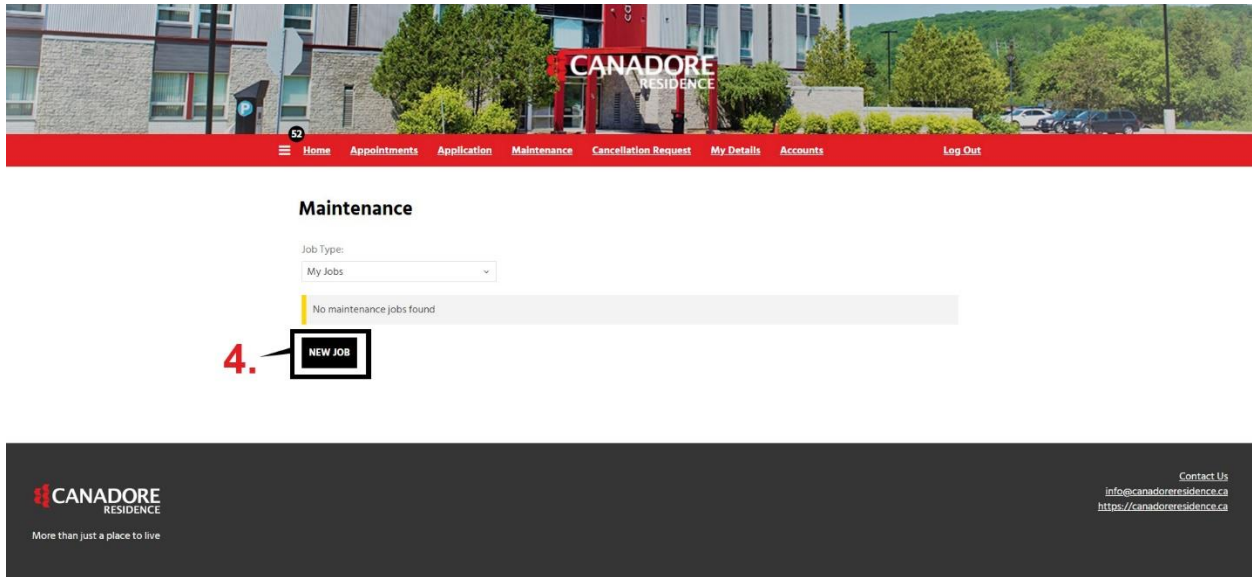 CANADORE
RESIDENCE
P
52
Home Appointments Application Maintenance Cancellation Request My Details Accounts Log Out
Maintenance
Job Type:
My Jobs
No maintenance jobs found
4.
NEW JOB
CANADORE
RESIDENCE
More than just a place to live
Contact Us
info@canadoreresidence.ca
https://canadoreresidence.ca